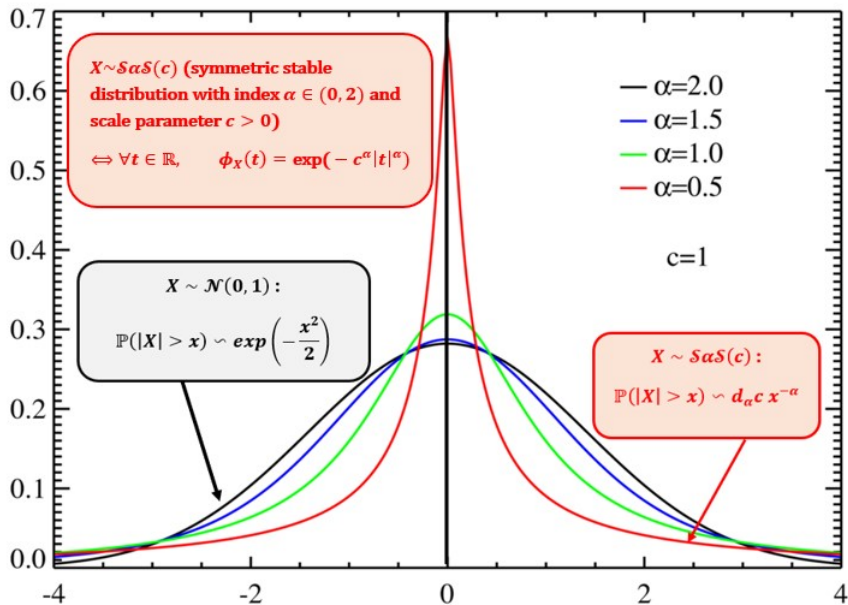 0.7
0.6
0.5
0.4
0.3
0.2
0.1
0.0
X~SαS(c) (symmetric stable
distribution with index α ∈ (0, 2) and
scale parameter c > 0)
⟺ ∀t ∈ ℝ, ϕ_X(t) = exp(− c^α|t|^α)
α=2.0
α=1.5
α=1.0
α=0.5
c=1
X ~ 𝒩(0, 1) :
ℙ(|X| > x) ∽ exp(−x²/2)
X ~ SαS(c) :
ℙ(|X| > x) ∽ d_α c x^−α
-4 -2 0 2 4